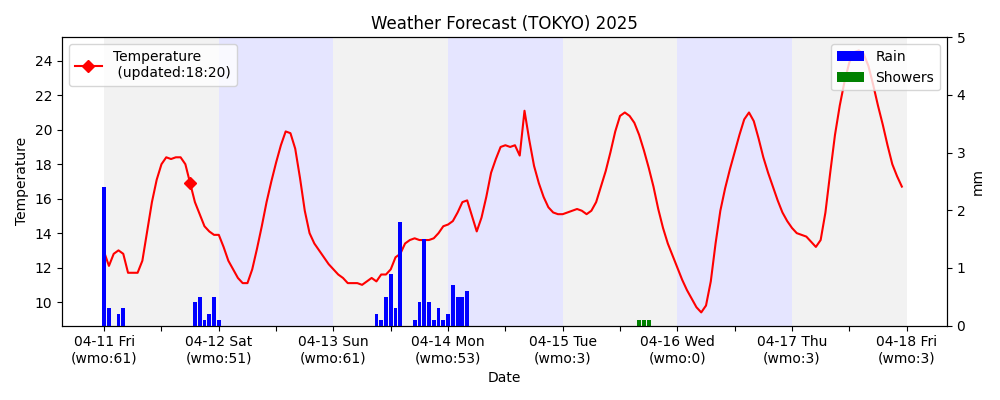 Weather Forecast (TOKYO) 2025
Temperature
(updated:18:20)
Rain
Showers
Temperature
24
22
20
18
16
14
12
10
5
4
3
2
1
0
mm
04-11 Fri
(wmo:61)
04-12 Sat
(wmo:51)
04-13 Sun
(wmo:61)
04-14 Mon
(wmo:53)
04-15 Tue
(wmo:3)
04-16 Wed
(wmo:0)
04-17 Thu
(wmo:3)
04-18 Fri
(wmo:3)
Date